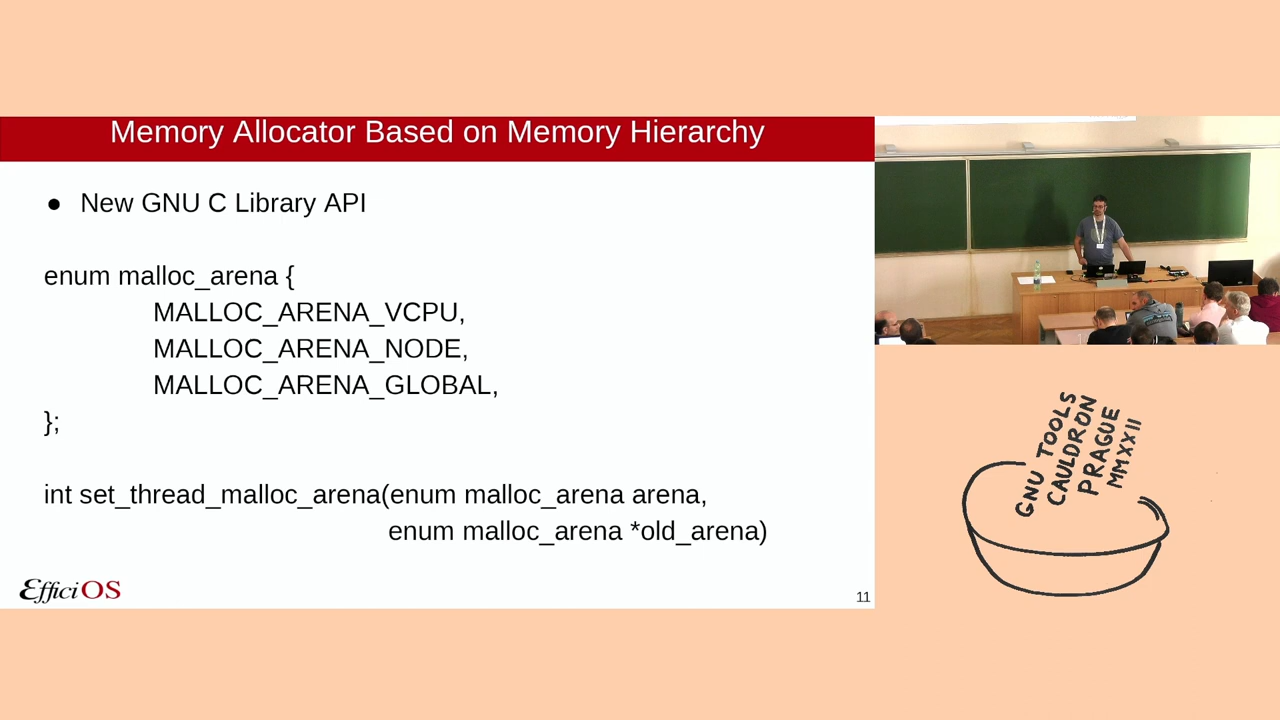 Memory Allocator Based on Memory Hierarchy
● New GNU C Library API
enum malloc_arena {
MALLOC_ARENA_VCPU,
MALLOC_ARENA_NODE,
MALLOC_ARENA_GLOBAL,
};
int set_thread_malloc_arena(enum malloc_arena arena,
enum malloc_arena *old_arena)
EfficiOS
11
GNU TOOLS
CAULDRON
PRAGUE
MMXXII